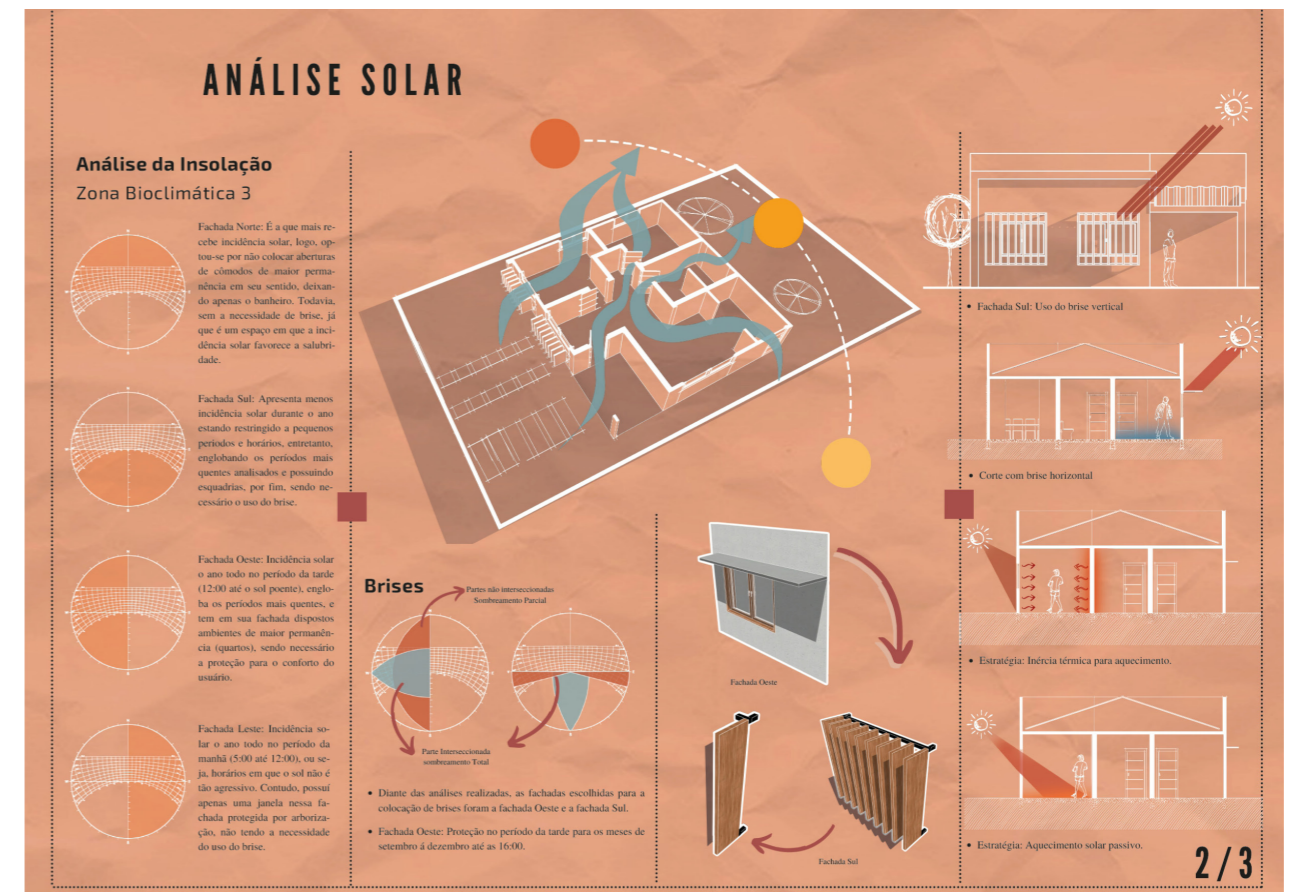 ANÁLISE SOLAR
Análise da Insolação
Zona Bioclimática 3
Fachada Norte: É a que mais re-
cebe incidência solar, logo, op-
tou-se por não colocar aberturas
de cômodos de maior perma-
nência em seu sentido, deixan-
do apenas o banheiro. Todavia,
sem a necessidade de brise, já
que é um espaço em que a inci-
dência solar favorece a salubri-
dade.
Fachada Sul: Apresenta menos
incidência solar durante o ano
estando restringido a pequenos
períodos e horários, entretanto,
englobando os períodos mais
quentes analisados e possuindo
esquadrias, por fim, sendo ne-
cessário o uso do brise.
Fachada Oeste: Incidência solar
o ano todo no período da tarde
(12:00 até o sol poente), englo-
ba os períodos mais quentes, e
tem em sua fachada dispostos
ambientes de maior permanên-
cia (quartos), sendo necessário
a proteção para o conforto do
usuário.
Fachada Leste: Incidência so-
lar o ano todo no período da
manhã (5:00 até 12:00), ou se-
ja, horários em que o sol não é
tão agressivo. Contudo, possuí
apenas uma janela nessa fa-
chada protegida por arboriza-
ção, não tendo a necessidade
do uso do brise.
Brises
Partes não interseccionadas
Sombreamento Parcial
Parte Interseccionada
sombreamento Total
• Diante das análises realizadas, as fachadas escolhidas para a
colocação de brises foram a fachada Oeste e a fachada Sul.
• Fachada Oeste: Proteção no período da tarde para os meses de
setembro á dezembro até as 16:00.
Fachada Oeste
Fachada Sul
• Fachada Sul: Uso do brise vertical
• Corte com brise horizontal
• Estratégia: Inércia térmica para aquecimento.
• Estratégia: Aquecimento solar passivo.
2/3